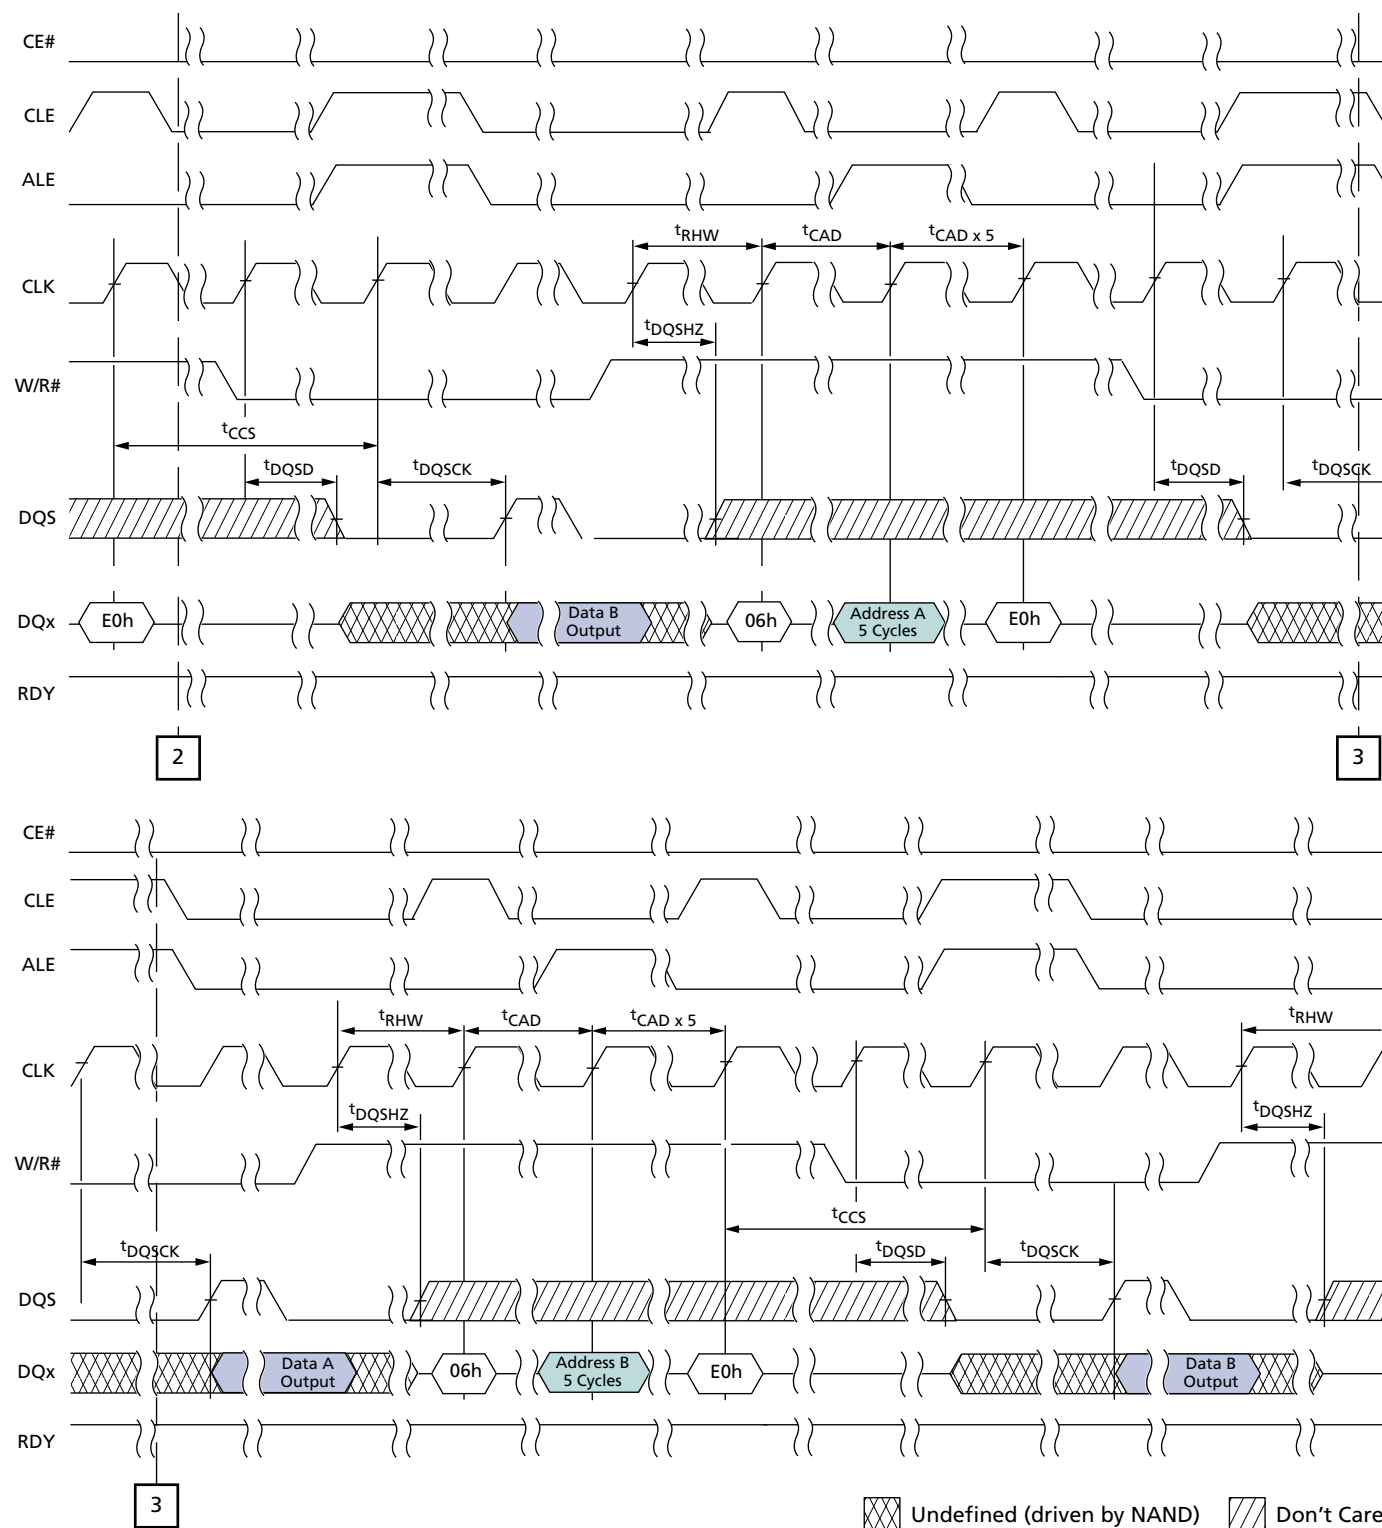 CE#
CLE
ALE
tRHW tCAD tCAD x 5
CLK
tDQSHZ
W/R#
tCCS
tDQSD tDQSCK tDQSD tDQSCK
DQS
DQx E0h Data B Output 06h Address A 5 Cycles E0h
RDY
2 3
CE#
CLE
ALE
tRHW tCAD tCAD x 5 tRHW
CLK
tDQSHZ tDQSHZ
W/R#
tCCS
tDQSCK tDQSD tDQSCK
DQS
DQx Data A Output 06h Address B 5 Cycles E0h Data B Output
RDY
3
Undefined (driven by NAND) Don't Care